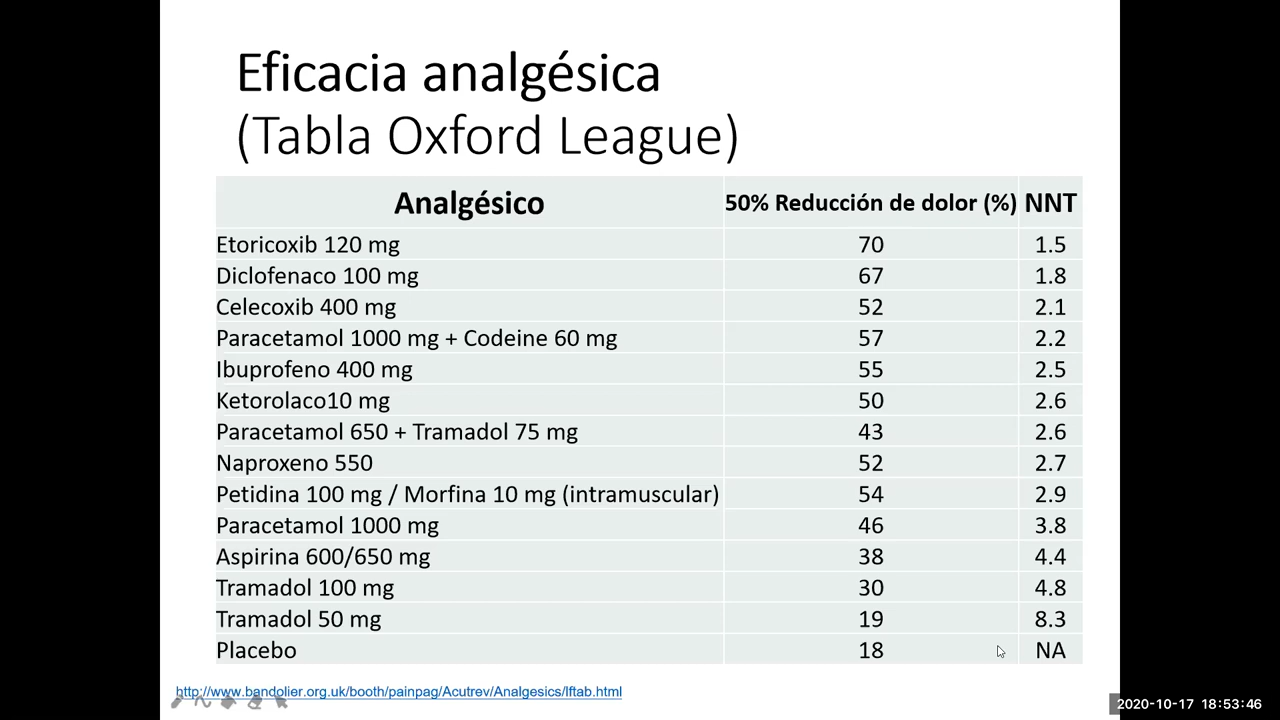 Eficacia analgésica
(Tabla Oxford League)
Analgésico 50% Reducción de dolor (%) NNT
Etoricoxib 120 mg 70 1.5
Diclofenaco 100 mg 67 1.8
Celecoxib 400 mg 52 2.1
Paracetamol 1000 mg + Codeine 60 mg 57 2.2
Ibuprofeno 400 mg 55 2.5
Ketorolaco10 mg 50 2.6
Paracetamol 650 + Tramadol 75 mg 43 2.6
Naproxeno 550 52 2.7
Petidina 100 mg / Morfina 10 mg (intramuscular) 54 2.9
Paracetamol 1000 mg 46 3.8
Aspirina 600/650 mg 38 4.4
Tramadol 100 mg 30 4.8
Tramadol 50 mg 19 8.3
Placebo 18 NA
http://www.bandolier.org.uk/booth/painpag/Acutrev/Analgesics/lftab.html
2020-10-17 18:53:46